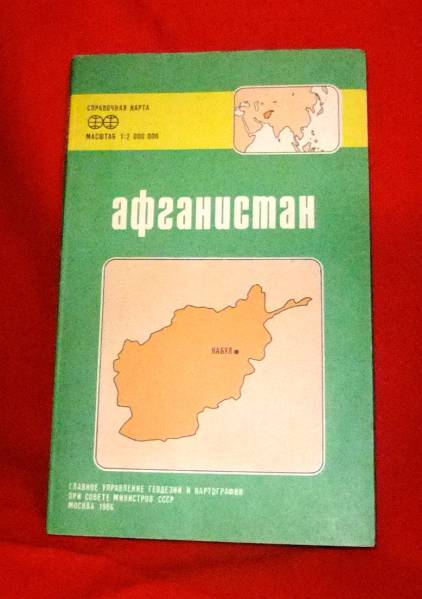 СПРАВОЧНАЯ КАРТА
МАСШТАБ 1:2 000 000
афганистан
КАБУЛ
ГЛАВНОЕ УПРАВЛЕНИЕ ГЕОДЕЗИИ И КАРТОГРАФИИ
ПРИ СОВЕТЕ МИНИСТРОВ СССР
МОСКВА 1986